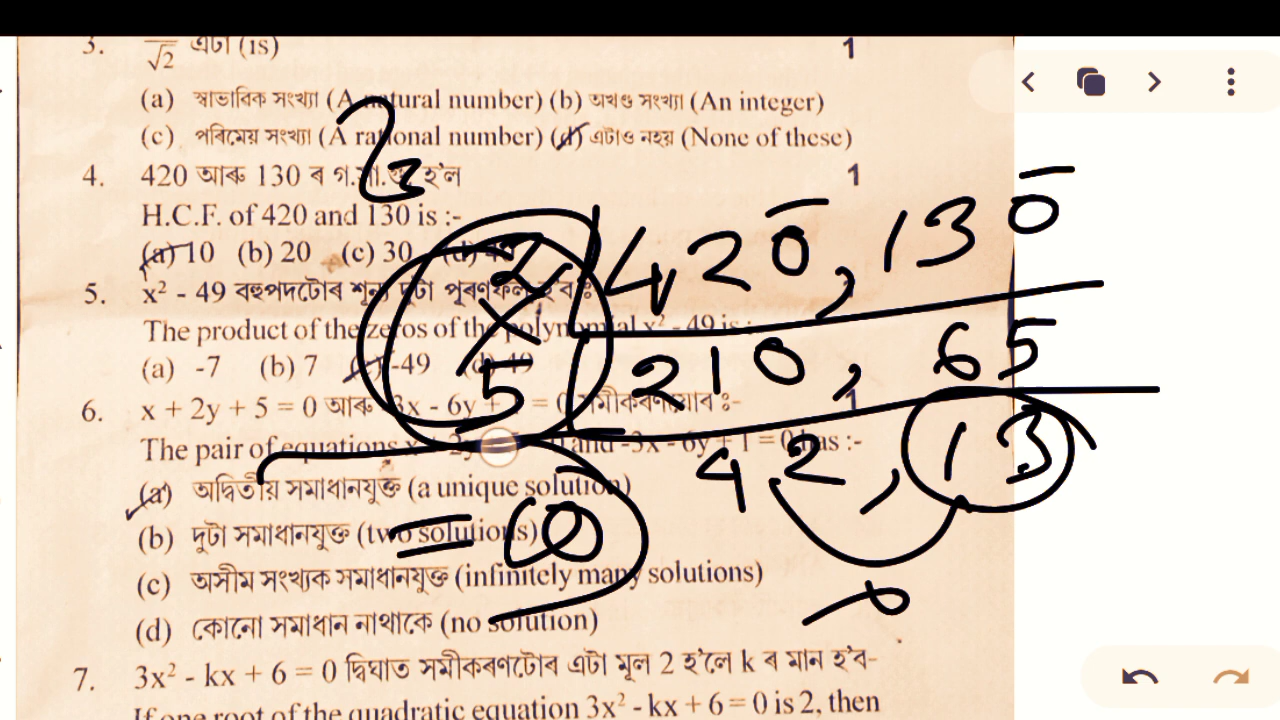 3. √2 এটা (is) 1
(a) স্বাভাবিক সংখ্যা (A natural number) (b) অখণ্ড সংখ্যা (An integer)
(c) পৰিমেয় সংখ্যা (A rational number) (d) এটাও নহয় (None of these)
4. 420 আৰু 130 ৰ গ.সা.উ. হ'ল 1
H.C.F. of 420 and 130 is :-
(a) 10 (b) 20 (c) 30 (d) 40
5. x² - 49 বহুপদটোৰ শূন্য দুটা পূৰণফল হ'ব ঃ
The product of the zeros of the polynomial x² - 49 is :
(a) -7 (b) 7 (c) -49 (d) 49
6. x + 2y + 5 = 0 আৰু -3x - 6y + 1 = 0 সমীকৰণযোৰ ঃ- 1
The pair of equations x + 2y = 0 and -3x - 6y + 1 = 0 has :-
(a) অদ্বিতীয় সমাধানযুক্ত (a unique solution)
(b) দুটা সমাধানযুক্ত (two solutions)
(c) অসীম সংখ্যক সমাধানযুক্ত (infinitely many solutions)
(d) কোনো সমাধান নাথাকে (no solution)
7. 3x² - kx + 6 = 0 দ্বিঘাত সমীকৰণটোৰ এটা মূল 2 হ'লে k ৰ মান হ'ব-
If one root of the quadratic equation 3x² - kx + 6 = 0 is 2, then
2 420, 130
×
5 210, 65
42, 13
= 10